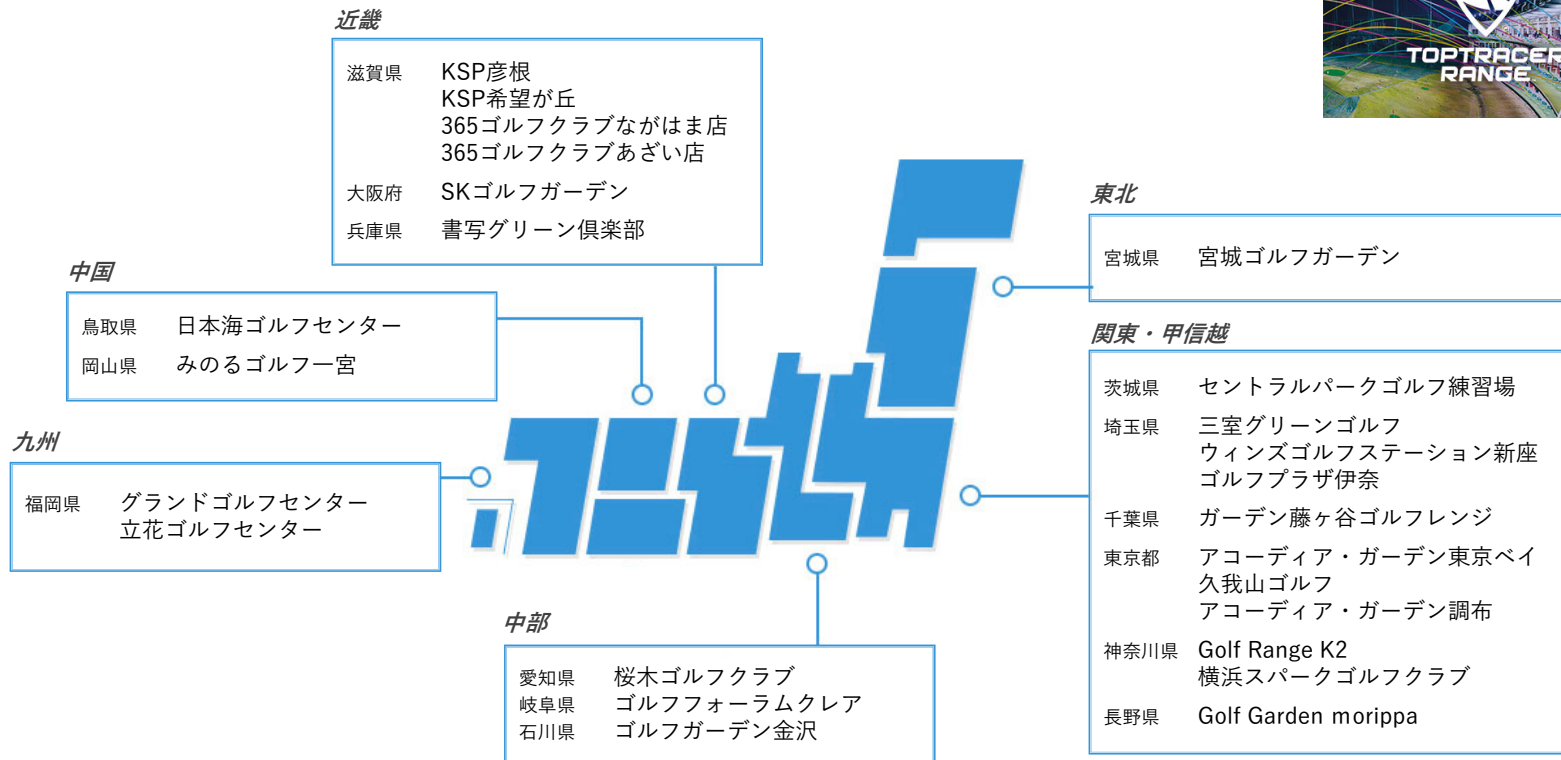 近畿
滋賀県 KSP彦根
KSP希望が丘
365ゴルフクラブながはま店
365ゴルフクラブあざい店
大阪府 SKゴルフガーデン
兵庫県 書写グリーン倶楽部
TOPTRACER
RANGE
東北
宮城県 宮城ゴルフガーデン
中国
鳥取県 日本海ゴルフセンター
岡山県 みのるゴルフ一宮
関東・甲信越
茨城県 セントラルパークゴルフ練習場
埼玉県 三室グリーンゴルフ
ウィンズゴルフステーション新座
ゴルフプラザ伊奈
千葉県 ガーデン藤ヶ谷ゴルフレンジ
東京都 アコーディア・ガーデン東京ベイ
久我山ゴルフ
アコーディア・ガーデン調布
神奈川県 Golf Range K2
横浜スパークゴルフクラブ
長野県 Golf Garden morippa
九州
福岡県 グランドゴルフセンター
立花ゴルフセンター
中部
愛知県 桜木ゴルフクラブ
岐阜県 ゴルフフォーラムクレア
石川県 ゴルフガーデン金沢